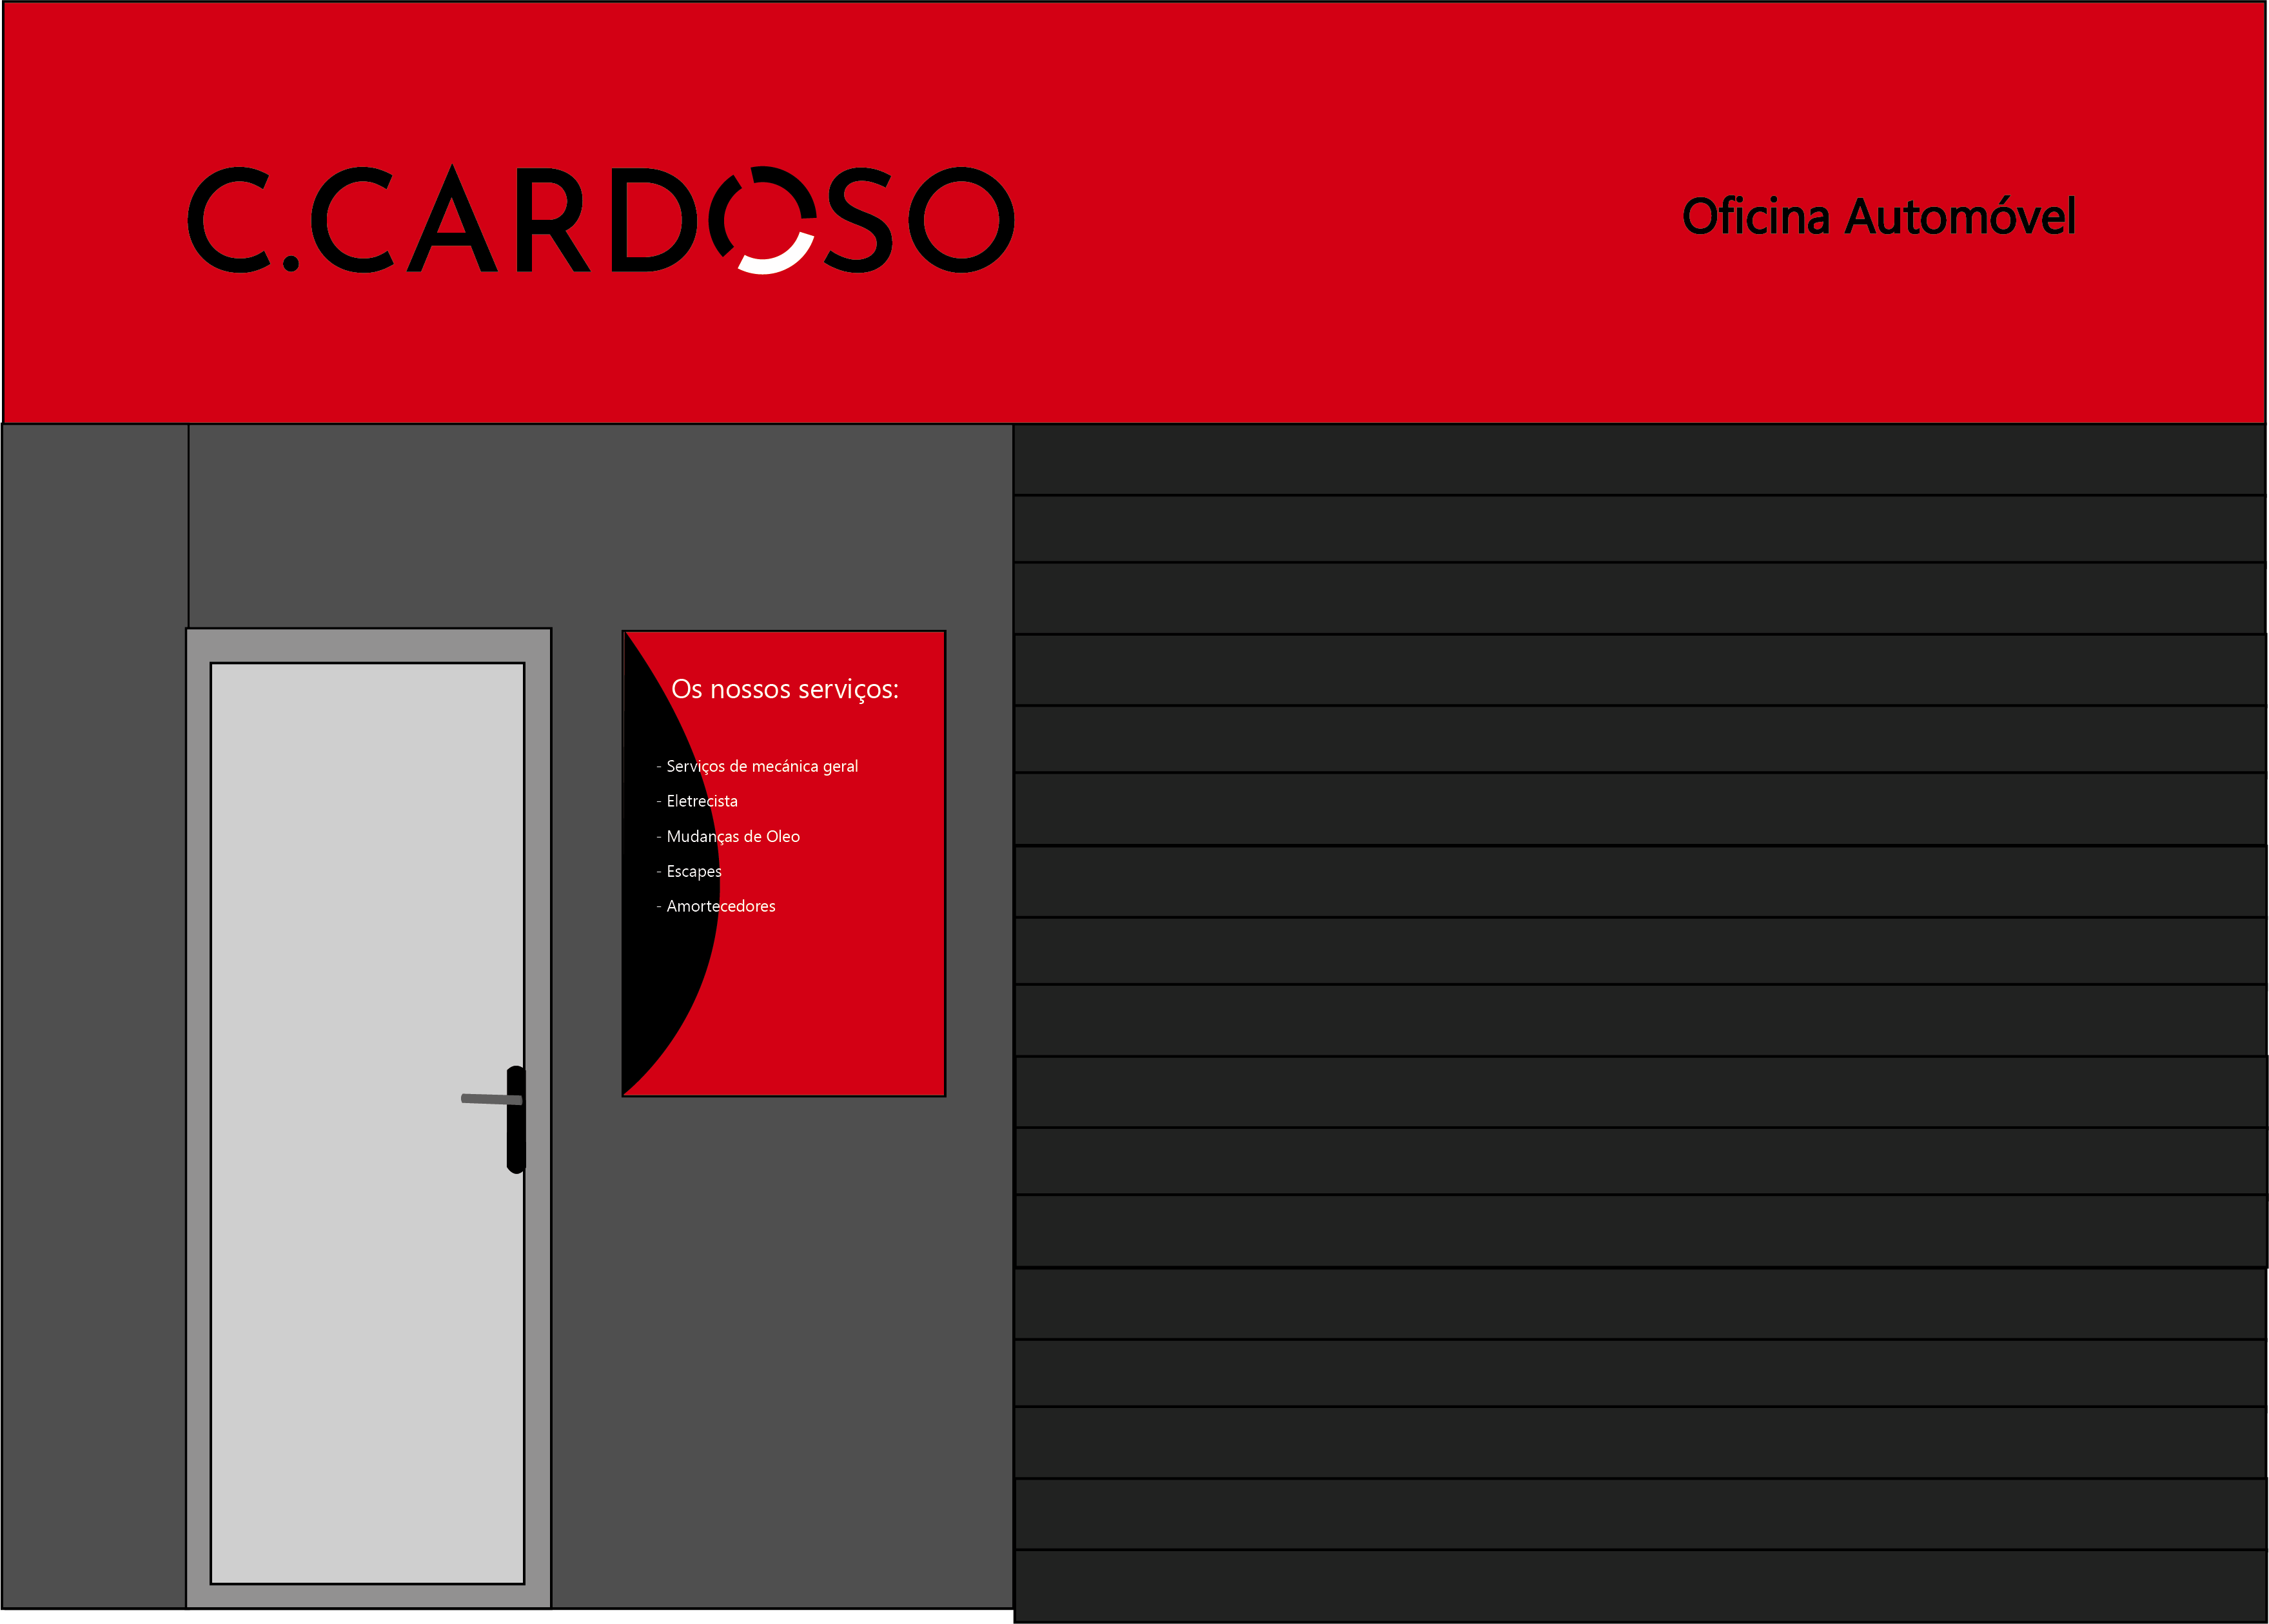 C.CARDOSO
Oficina Automóvel
Os nossos serviços:
- Serviços de mecánica geral
- Eletrecista
- Mudanças de Oleo
- Escapes
- Amortecedores